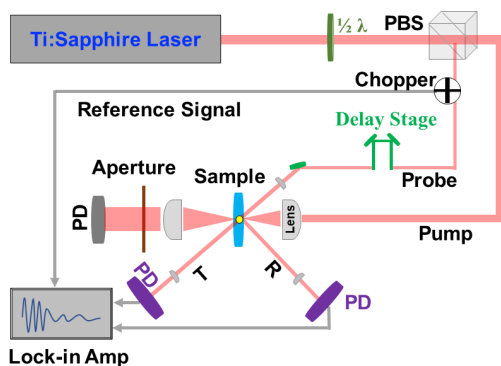 ½ λ
PBS
Ti:Sapphire Laser
Chopper
Reference Signal
Delay Stage
Aperture
Sample
Probe
PD
Lens
Pump
PD
T
R
PD
Lock-in Amp